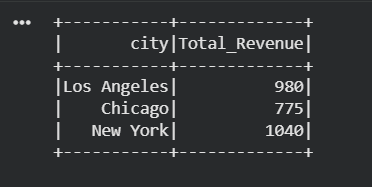 +-----------+-------------+
|       city|Total_Revenue|
+-----------+-------------+
|Los Angeles|          980|
|    Chicago|          775|
|   New York|         1040|
+-----------+-------------+